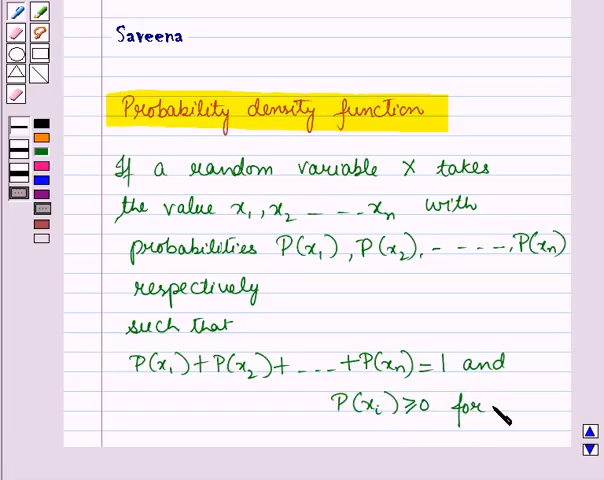 Saveena
Probability density function
If a random variable X takes
the value x₁, x₂ - - - - - xₙ with
probabilities P(x₁), P(x₂), - - - - -, P(xₙ)
respectively
such that
P(x₁)+P(x₂)+ - - - - +P(xₙ) = 1 and
P(xᵢ) ⩾ 0 for